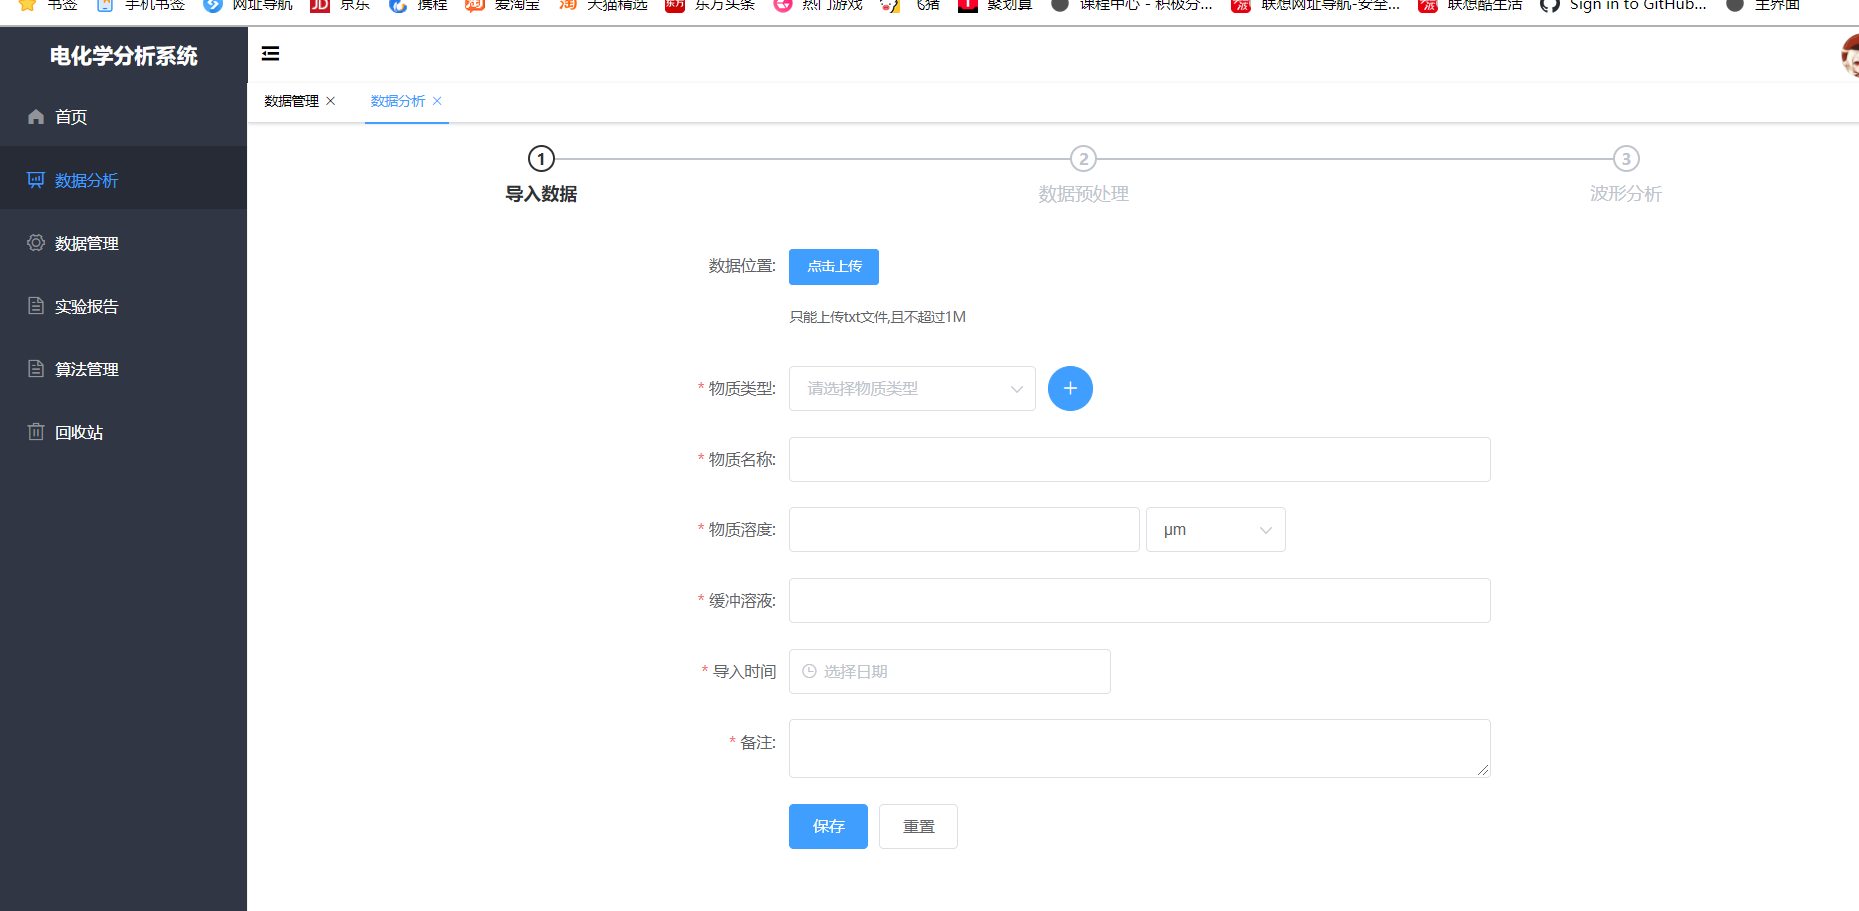 书签 手机书签 网址导航 JD 京东 携程 淘 爱淘宝 淘 天猫精选 东方 东方头条 热门游戏 飞猪 聚划算 课程中心 - 积极分... 联想网址导航-安全... 联想酷生活 Sign in to GitHub... 主界面
电化学分析系统
首页
数据分析
数据管理
实验报告
算法管理
回收站
数据管理 × 数据分析 ×
1 2 3
导入数据 数据预处理 波形分析
数据位置: 点击上传
只能上传txt文件,且不超过1M
* 物质类型: 请选择物质类型 +
* 物质名称:
* 物质溶度: μm
* 缓冲溶液:
* 导入时间 选择日期
* 备注:
保存 重置